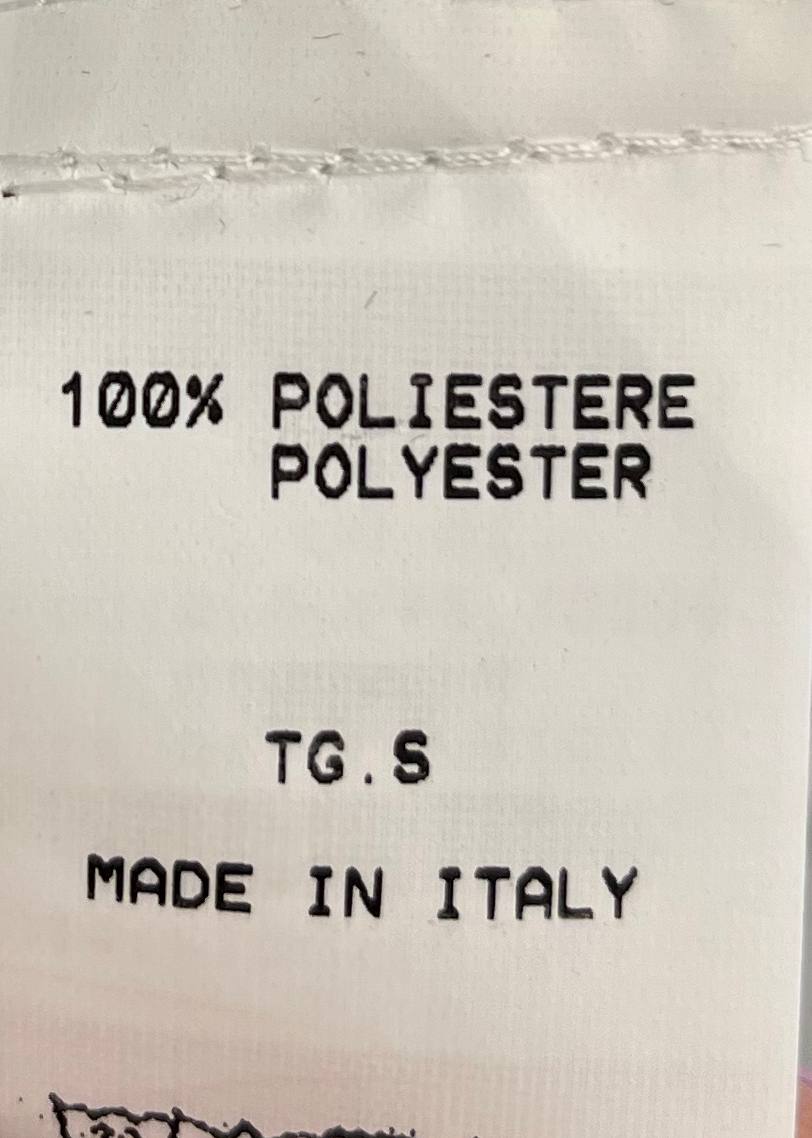 100% POLIESTERE
POLYESTER
TG.S
MADE IN ITALY